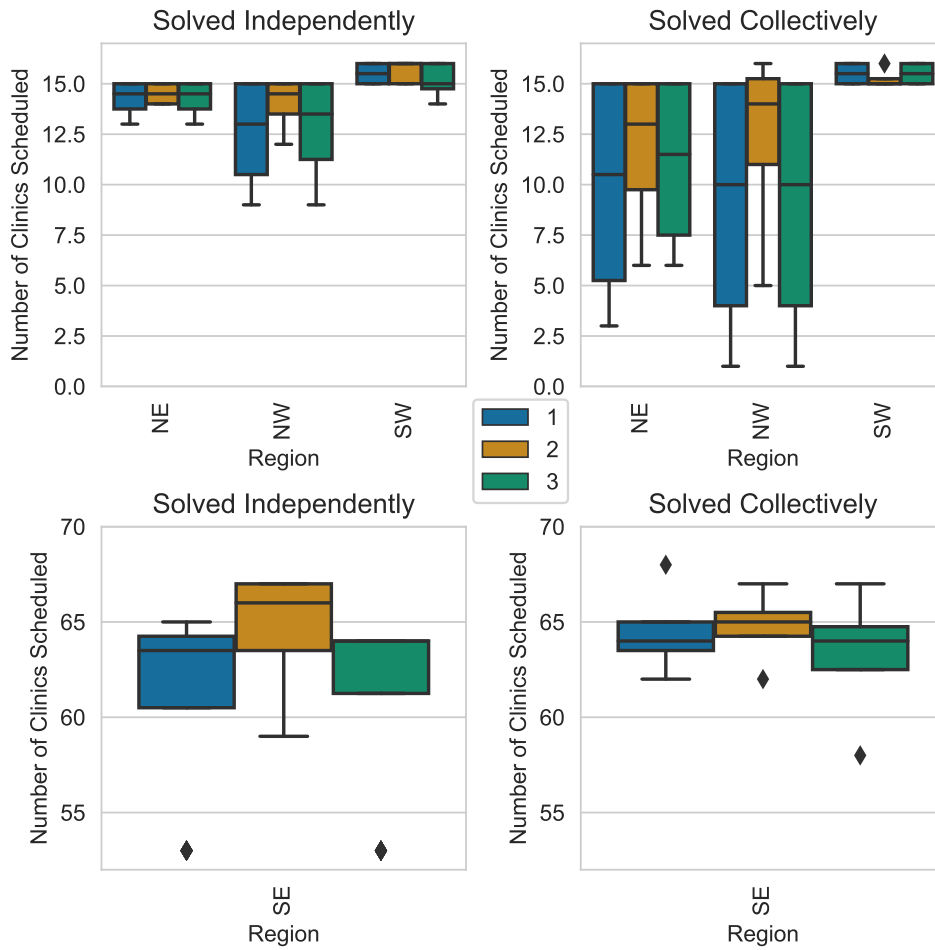 Solved Independently
Number of Clinics Scheduled
15.0
12.5
10.0
7.5
5.0
2.5
0.0
NE
NW
SW
Region
Solved Collectively
Number of Clinics Scheduled
15.0
12.5
10.0
7.5
5.0
2.5
0.0
NE
NW
SW
Region
1
2
3
Solved Independently
Number of Clinics Scheduled
70
65
60
55
SE
Region
Solved Collectively
Number of Clinics Scheduled
70
65
60
55
SE
Region